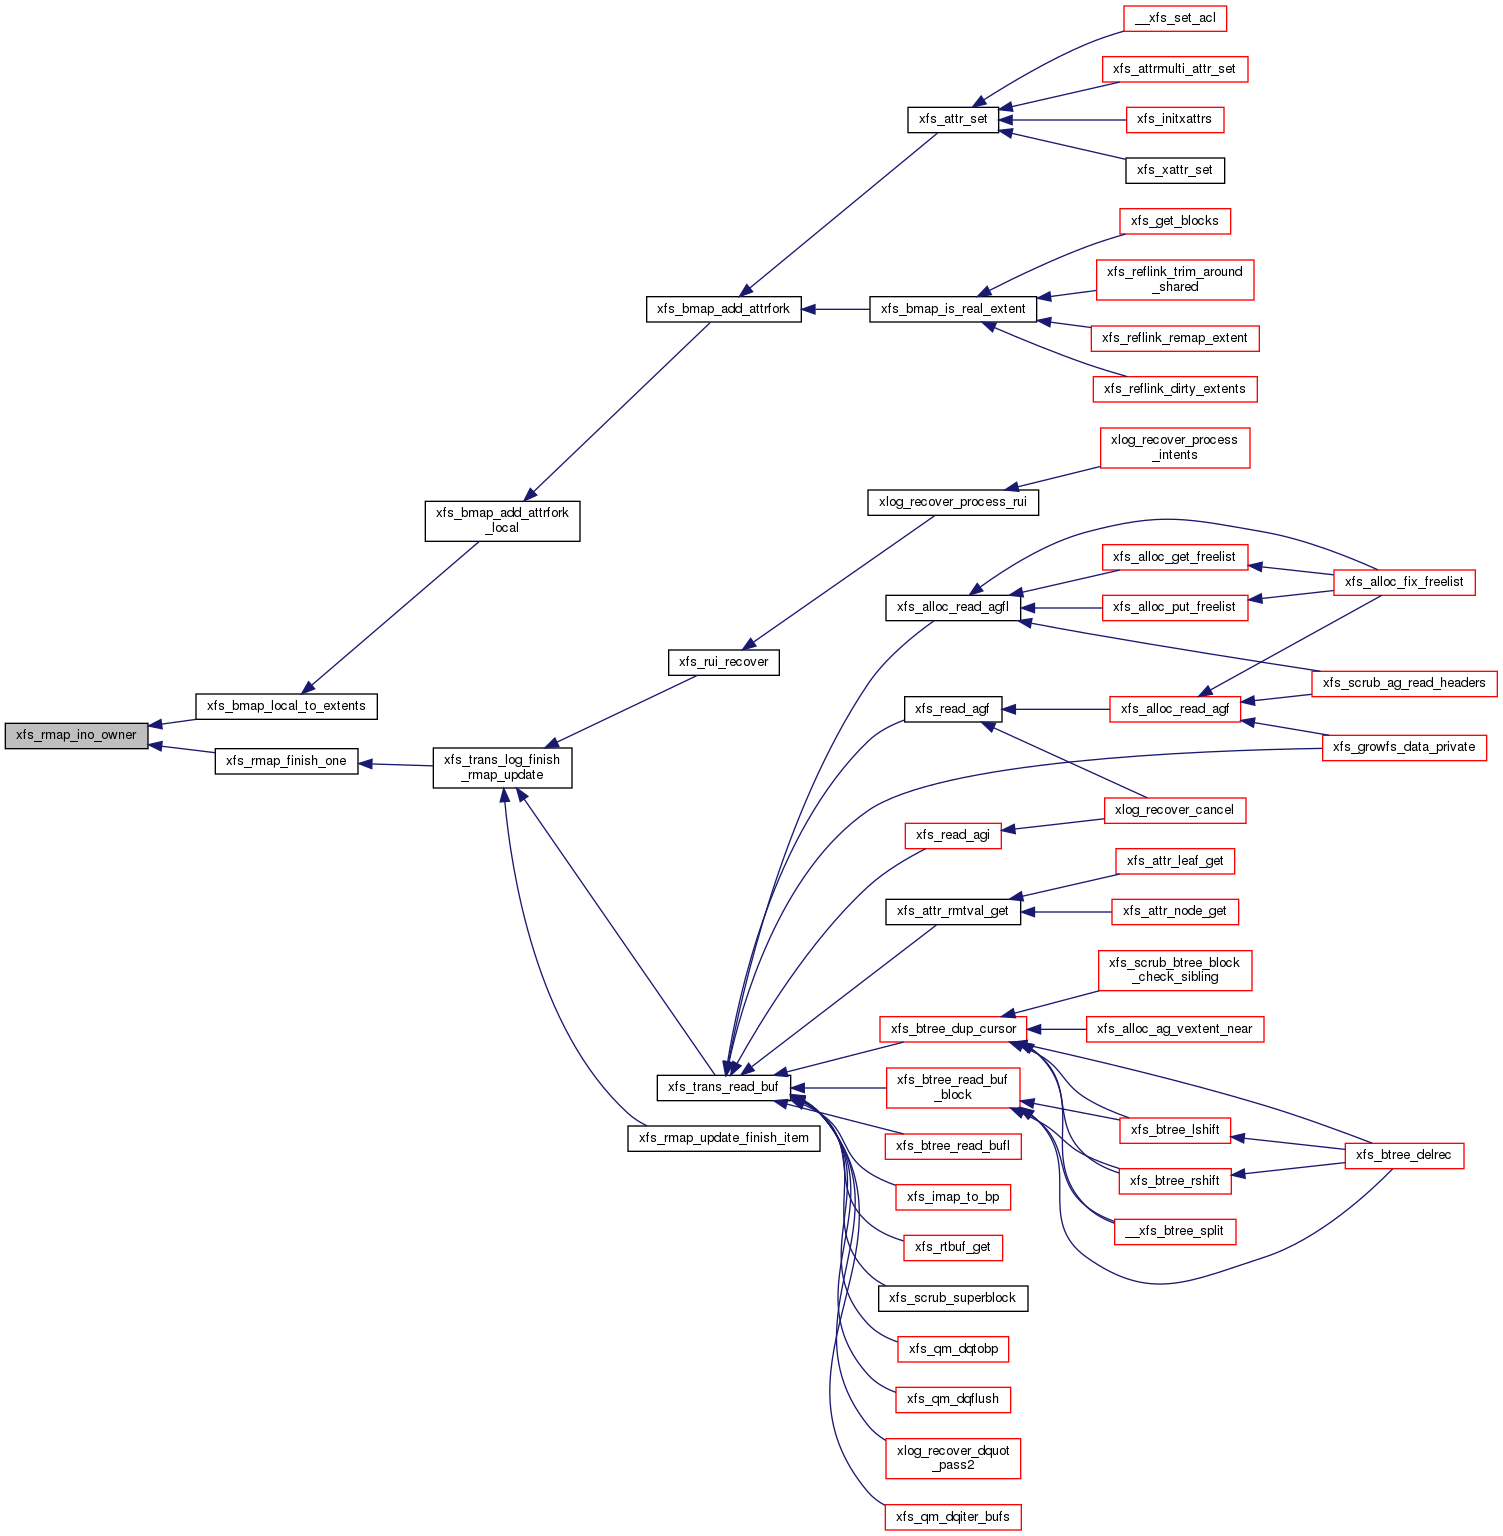 __xfs_set_acl
xfs_attrmulti_attr_set
xfs_attr_set
xfs_initxattrs
xfs_xattr_set
xfs_get_blocks
xfs_reflink_trim_around
_shared
xfs_bmap_add_attrfork
xfs_bmap_is_real_extent
xfs_reflink_remap_extent
xfs_reflink_dirty_extents
xlog_recover_process
_intents
xlog_recover_process_rui
xfs_bmap_add_attrfork
_local
xfs_alloc_get_freelist
xfs_alloc_fix_freelist
xfs_alloc_read_agfl
xfs_alloc_put_freelist
xfs_rui_recover
xfs_scrub_ag_read_headers
xfs_bmap_local_to_extents
xfs_read_agf
xfs_alloc_read_agf
xfs_rmap_ino_owner
xfs_growfs_data_private
xfs_rmap_finish_one
xfs_trans_log_finish
_rmap_update
xlog_recover_cancel
xfs_read_agi
xfs_attr_leaf_get
xfs_attr_rmtval_get
xfs_attr_node_get
xfs_scrub_btree_block
_check_sibling
xfs_btree_dup_cursor
xfs_alloc_ag_vextent_near
xfs_trans_read_buf
xfs_btree_read_buf
_block
xfs_btree_lshift
xfs_rmap_update_finish_item
xfs_btree_read_bufl
xfs_btree_delrec
xfs_btree_rshift
xfs_imap_to_bp
__xfs_btree_split
xfs_rtbuf_get
xfs_scrub_superblock
xfs_qm_dqtobp
xfs_qm_dqflush
xlog_recover_dquot
_pass2
xfs_qm_dqiter_bufs